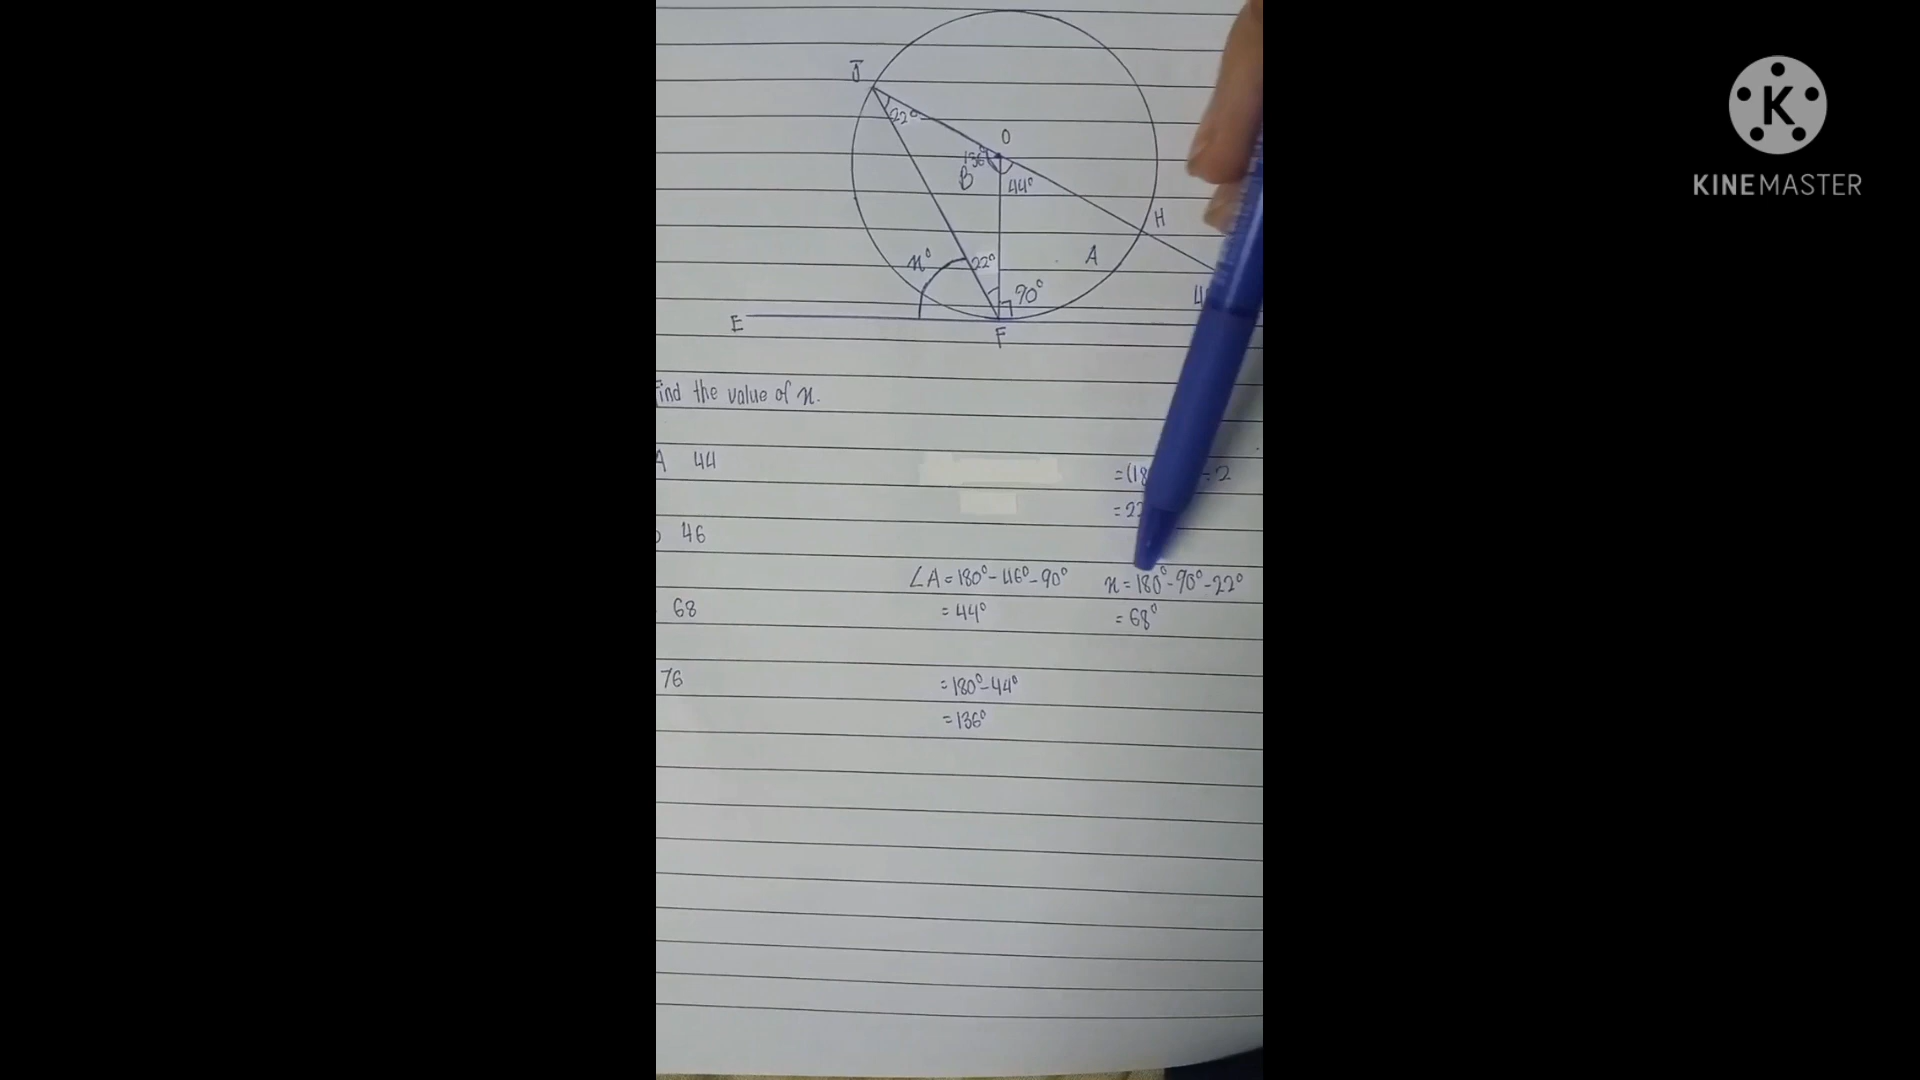 J
22°
O
136°
B
44°
H
A
x°
22°
90°
E
F
Find the value of x.
A 44
46
68
76
∠A = 180° - 46° - 90°
= 44°
= 180° - 44°
= 136°
= 2
x = 180° - 90° - 22°
= 68°
K
KINEMASTER